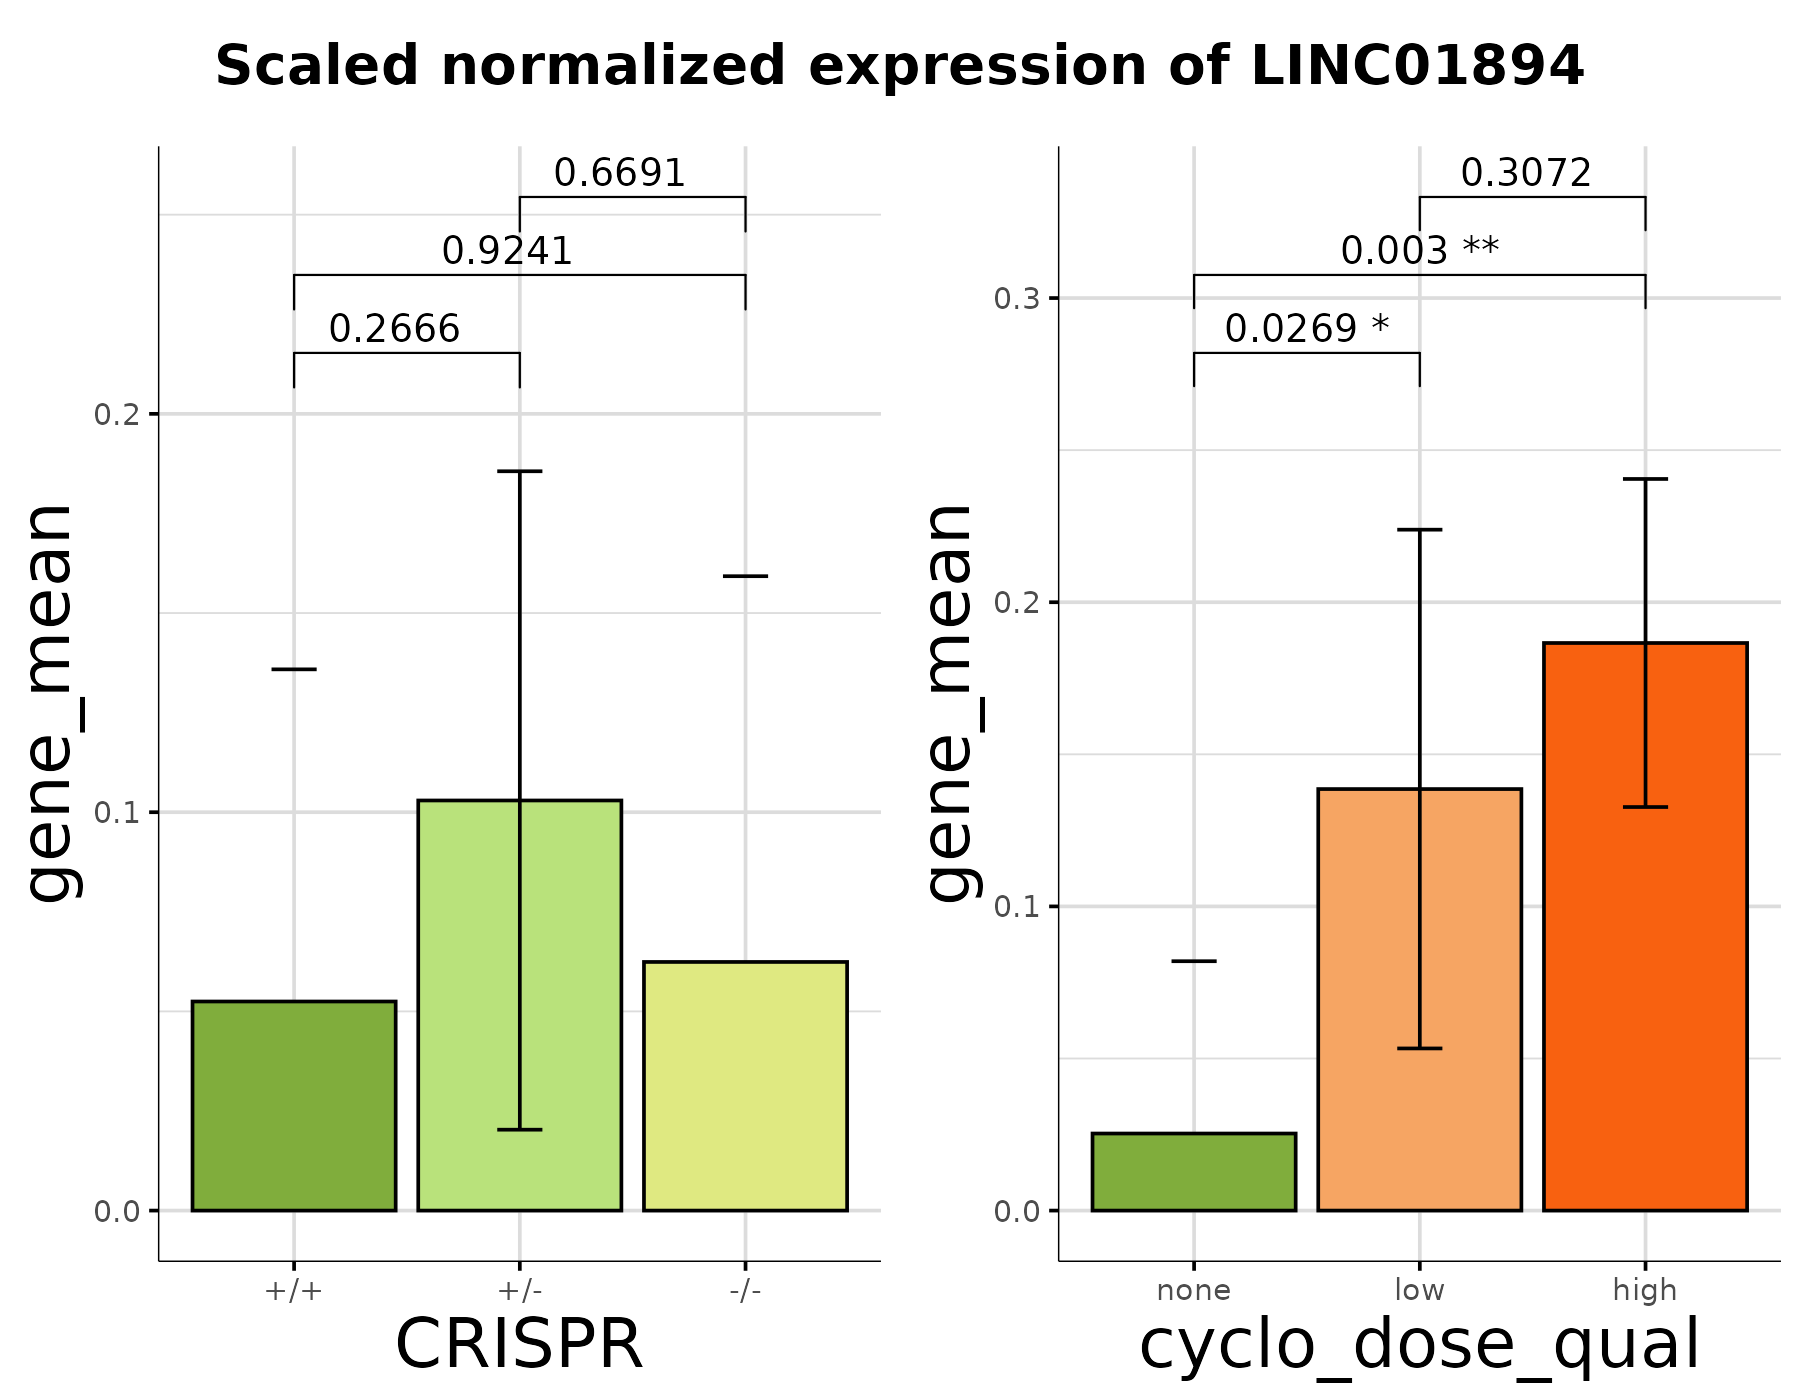 Scaled normalized expression of LINC01894
0.6691
0.9241
0.2666
gene_mean
0.2
0.1
0.0
+/+
+/-
-/-
CRISPR
0.3072
0.003 **
0.0269 *
gene_mean
0.3
0.2
0.1
0.0
none
low
high
cyclo_dose_qual